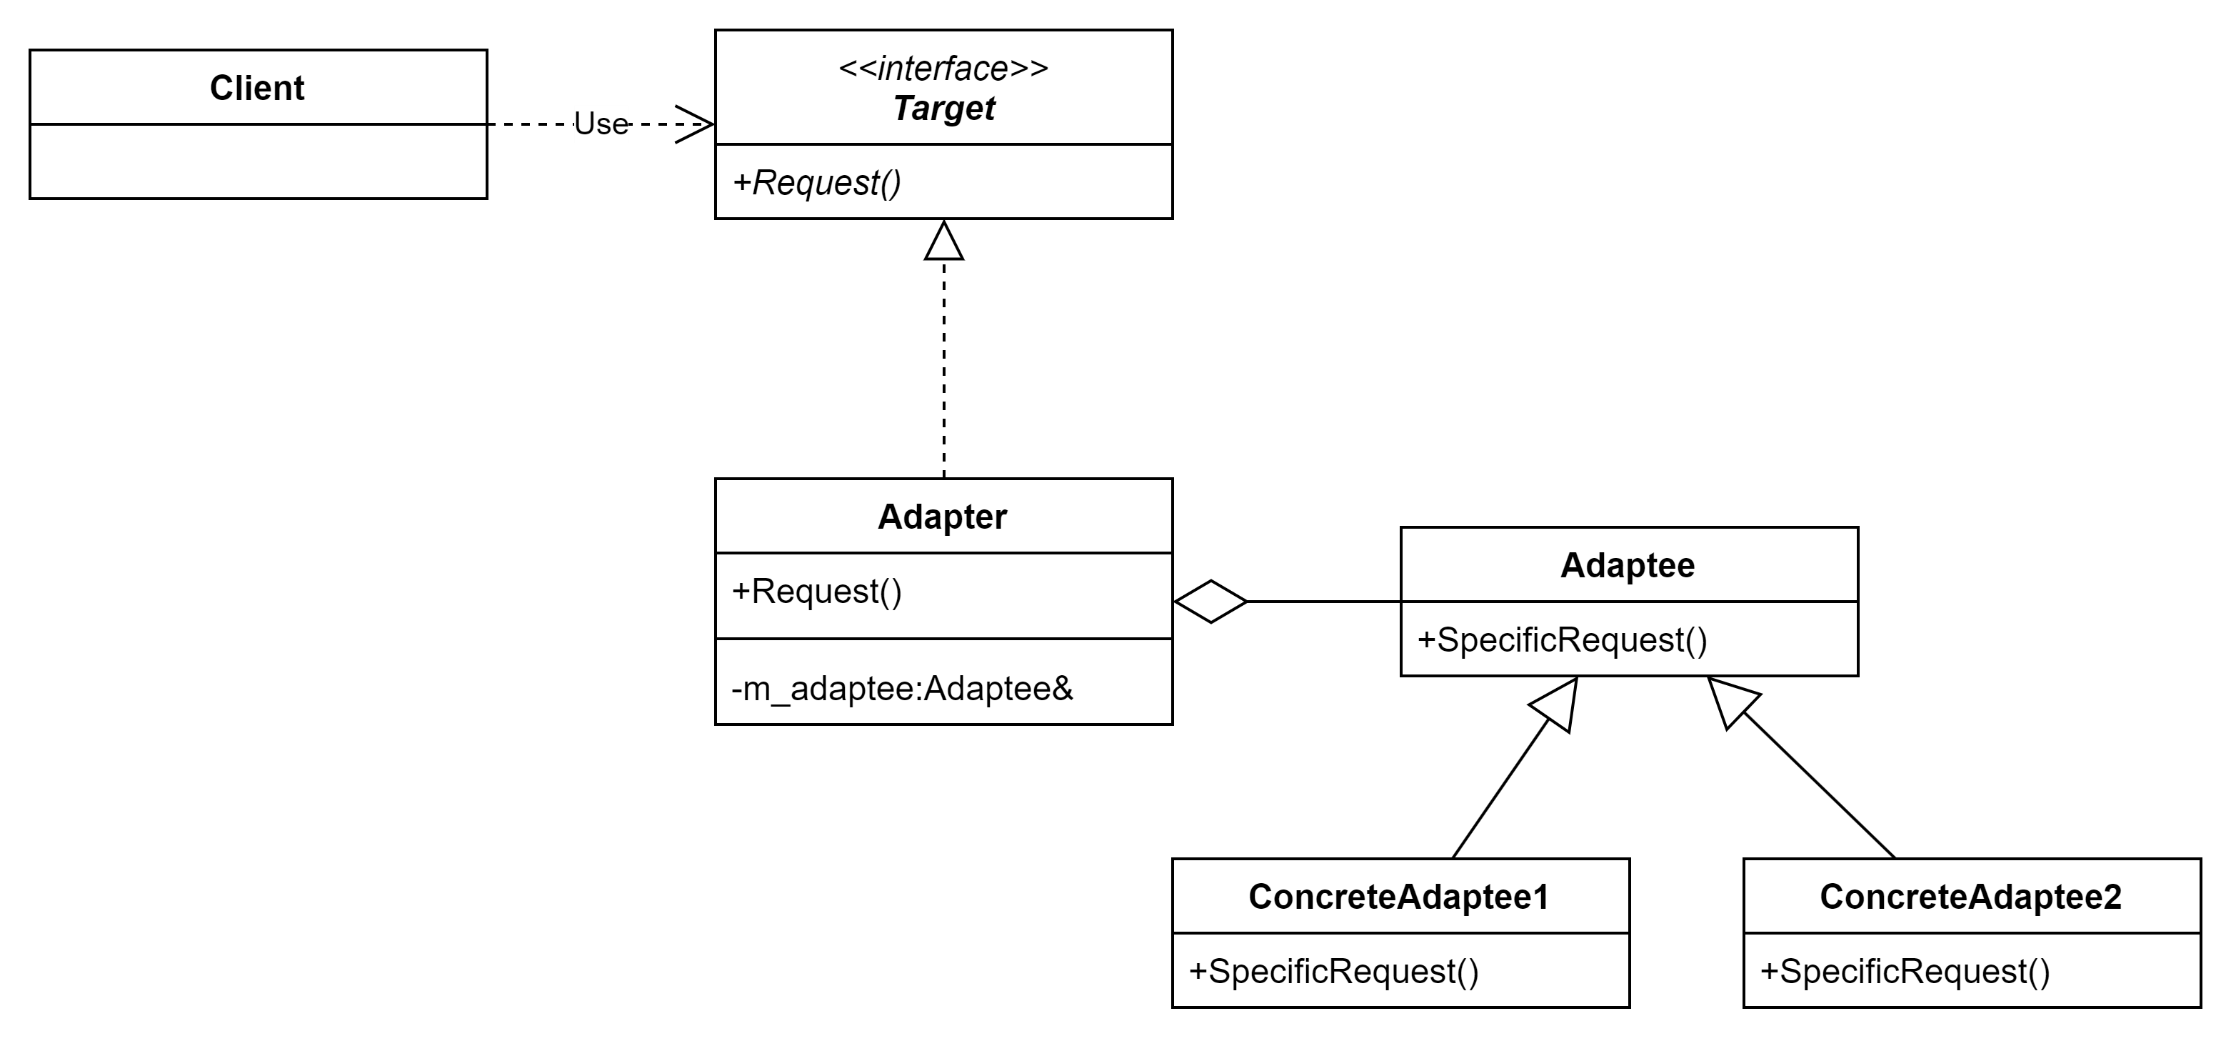 Client
Use
<<interface>>
Target
+Request()
Adapter
+Request()
-m_adaptee:Adaptee&
Adaptee
+SpecificRequest()
ConcreteAdaptee1
+SpecificRequest()
ConcreteAdaptee2
+SpecificRequest()